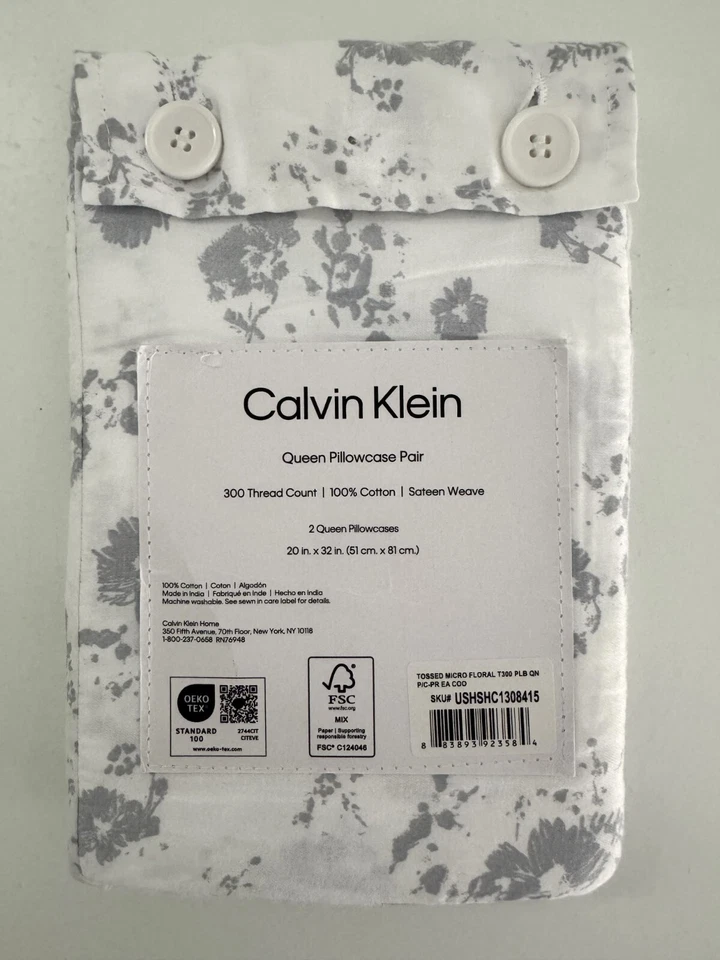 Calvin Klein
Queen Pillowcase Pair
300 Thread Count | 100% Cotton | Sateen Weave
2 Queen Pillowcases
20 in. x 32 in. (51 cm. x 81 cm.)
100% Cotton | Coton | Algodón
Made in India | Fabriqué en Inde | Hecho en India
Machine washable. See sewn in care label for details.
Calvin Klein Home
350 Fifth Avenue, 70th Floor, New York, NY 10118
1-800-237-0658 RN76948
OEKO
TEX®
STANDARD
100
2744CIT
CITEVE
www.oeko-tex.com
FSC
www.fsc.org
MIX
Paper | Supporting
responsible forestry
FSC® C124046
TOSSED MICRO FLORAL T300 PLB QN
P/C-PR EA COO
SKU# USHSHC1308415
8 83893 92358 4